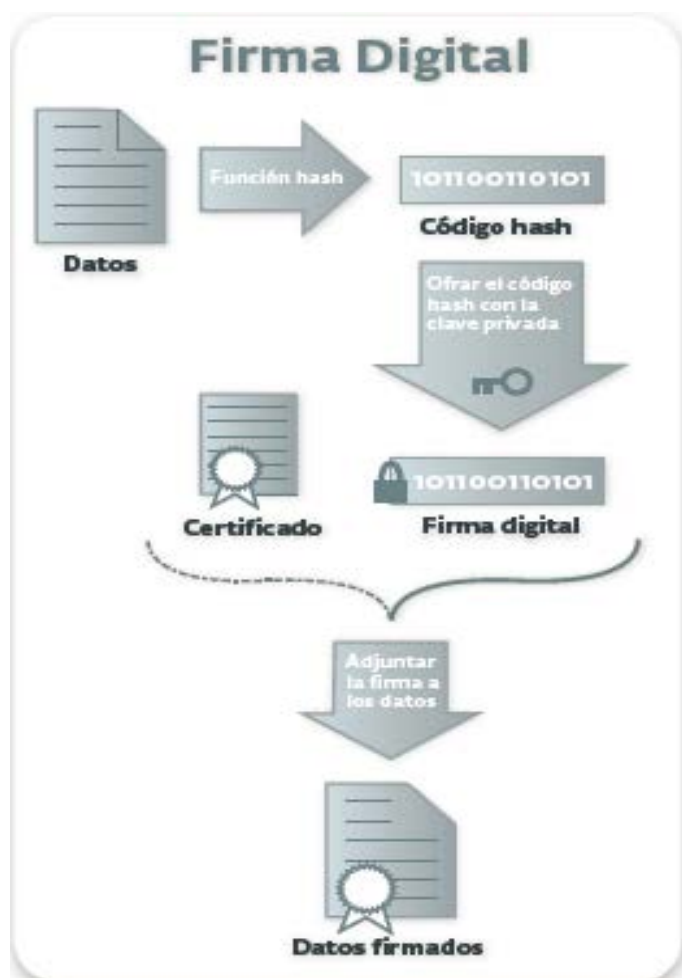 Firma Digital
Función hash
101100110101
Código hash
Datos
Ofrar el código
hash con la
clave privada
101100110101
Certificado
Firma digital
Adjuntar
la firma a
los datos
Datos firmados